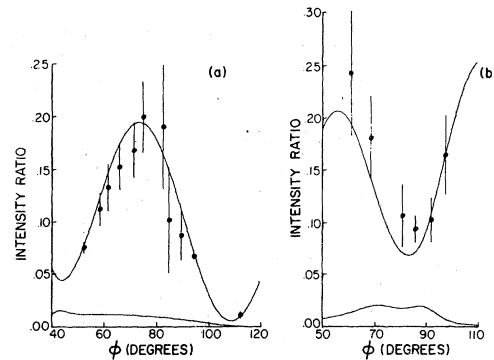 (a)
.25
.20
.15
.10
.05
.00
INTENSITY RATIO
40 60 80 100 120
ϕ (DEGREES)
(b)
.30
.25
.20
.15
.10
.05
.00
INTENSITY RATIO
50 70 90 110
ϕ (DEGREES)